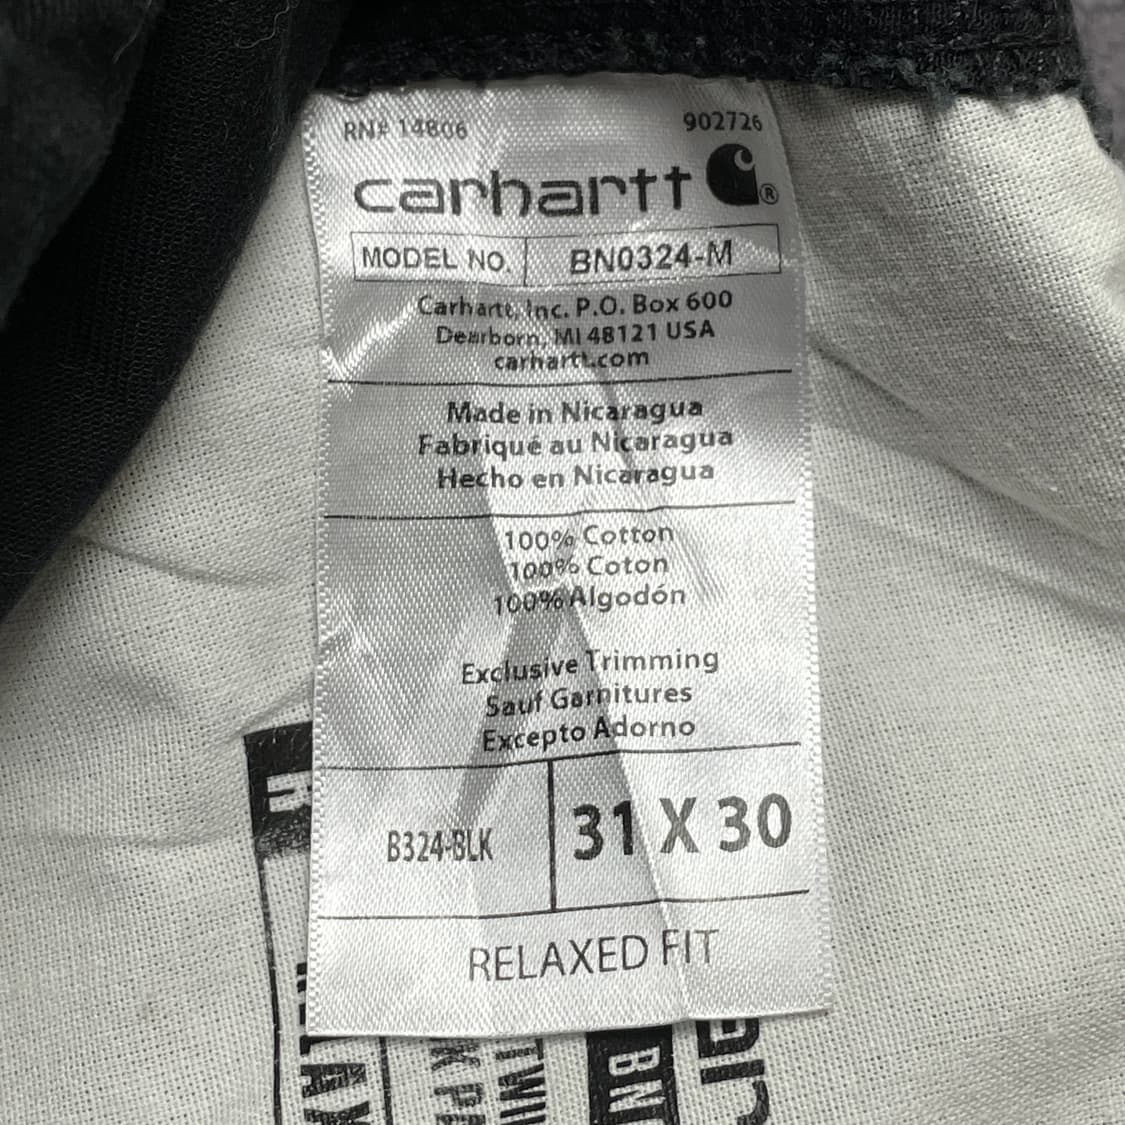 RN# 14806 902726
carhartt ®
MODEL NO. BN0324-M
Carhartt, Inc. P.O. Box 600
Dearborn, MI 48121 USA
carhartt.com
Made in Nicaragua
Fabriqué au Nicaragua
Hecho en Nicaragua
100% Cotton
100% Coton
100% Algodón
Exclusive Trimming
Sauf Garnitures
Excepto Adorno
B324-BLK 31 X 30
RELAXED FIT
BN